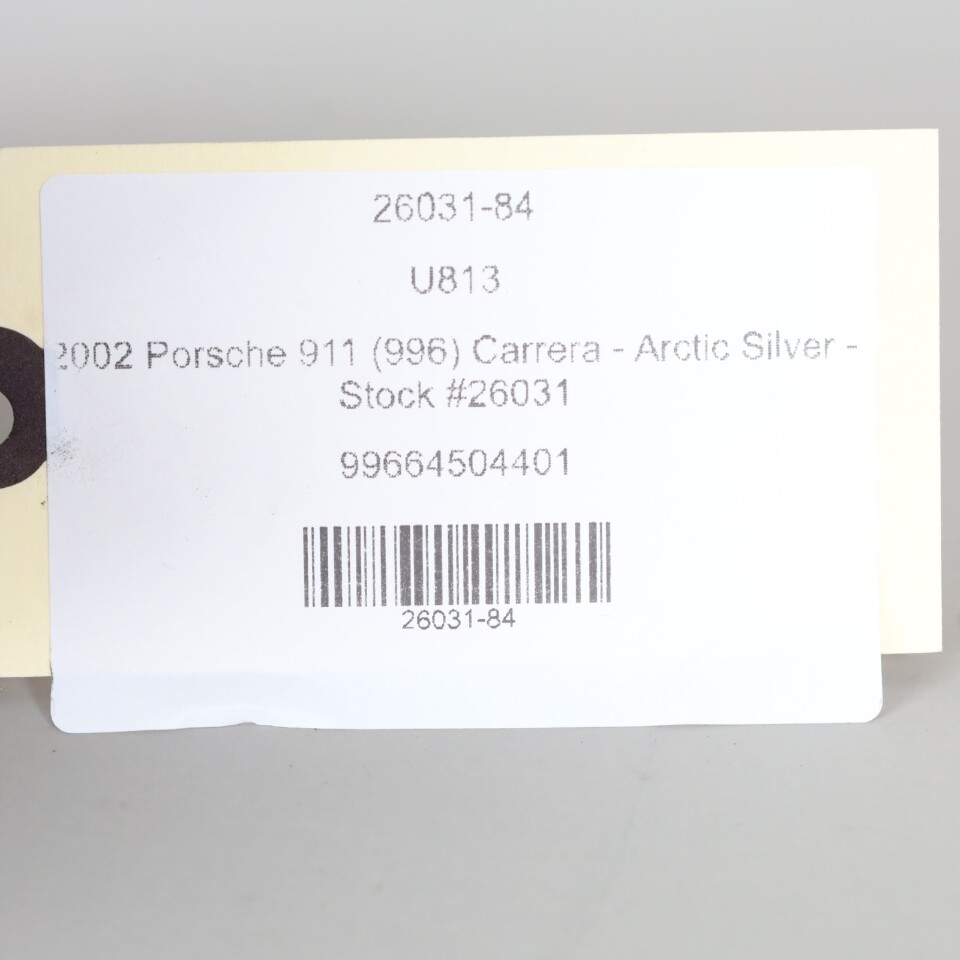 26031-84
U813
2002 Porsche 911 (996) Carrera - Arctic Silver -
Stock #26031
99664504401
26031-84